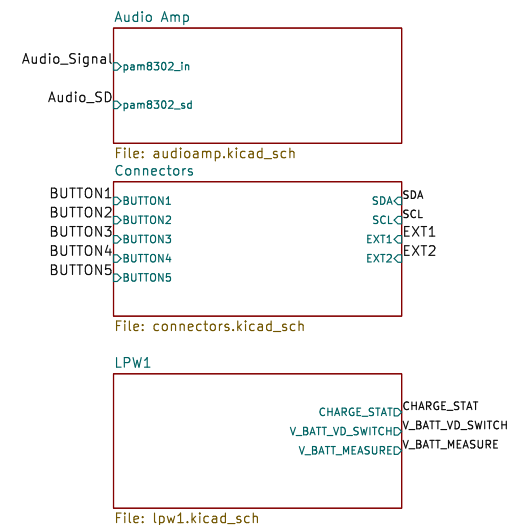 Audio Amp
Audio_Signal pam8302_in
Audio_SD pam8302_sd
File: audioamp.kicad_sch
Connectors
BUTTON1 BUTTON1 SDA SDA
BUTTON2 BUTTON2 SCL SCL
BUTTON3 BUTTON3 EXT1 EXT1
BUTTON4 BUTTON4 EXT2 EXT2
BUTTON5 BUTTON5
File: connectors.kicad_sch
LPW1
CHARGE_STAT CHARGE_STAT
V_BATT_VD_SWITCH V_BATT_VD_SWITCH
V_BATT_MEASURE V_BATT_MEASURE
File: lpw1.kicad_sch